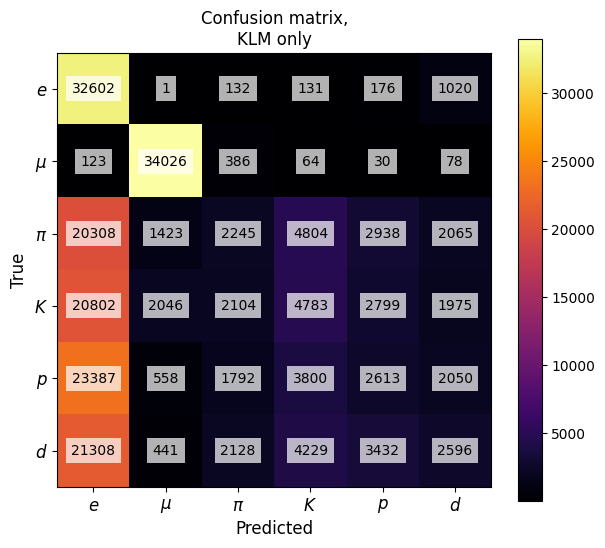 Confusion matrix,
KLM only
True
e 32602 1 132 131 176 1020
μ 123 34026 386 64 30 78
π 20308 1423 2245 4804 2938 2065
K 20802 2046 2104 4783 2799 1975
p 23387 558 1792 3800 2613 2050
d 21308 441 2128 4229 3432 2596
e μ π K p d
Predicted
30000
25000
20000
15000
10000
5000